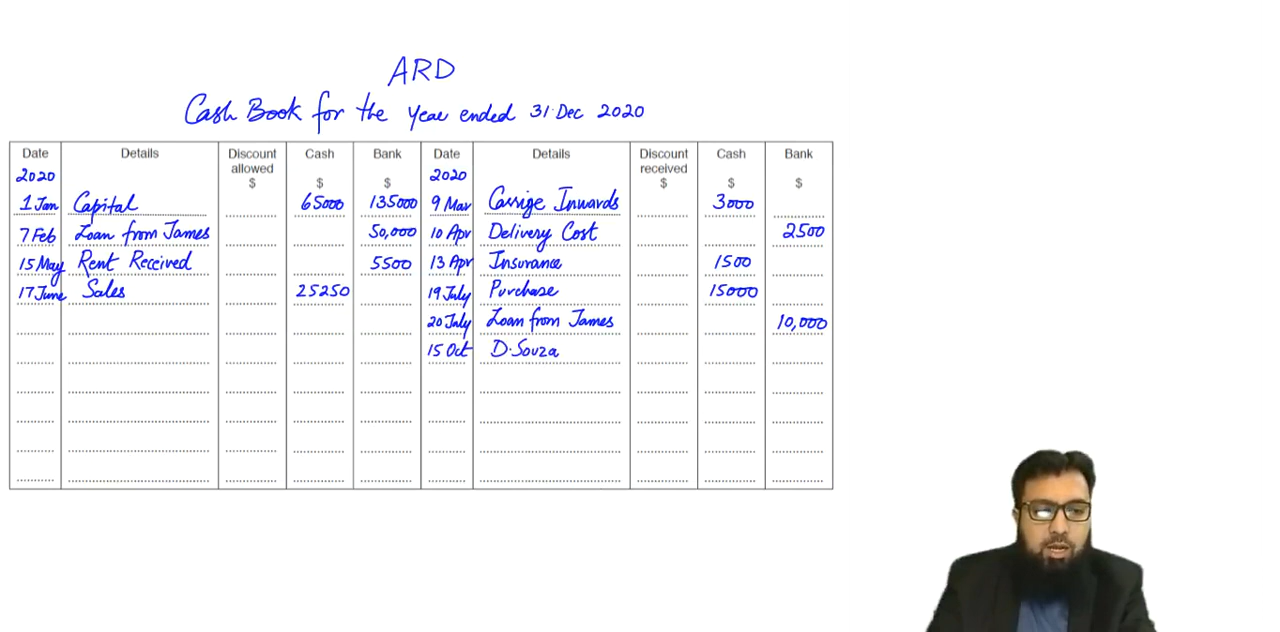 ARD
Cash Book for the year ended 31 Dec 2020
Date Details Discount allowed $ Cash $ Bank $ Date Details Discount received $ Cash $ Bank $
2020 2020
1 Jan Capital 65000 135000 9 Mar Carrige Inwards 3000
7 Feb Loan from James 50,000 10 Apr Delivery Cost 2500
15 May Rent Received 5500 13 Apr Insurance 1500
17 June Sales 25250 19 July Purchase 15000
20 July Loan from James 10,000
15 Oct D.Souza